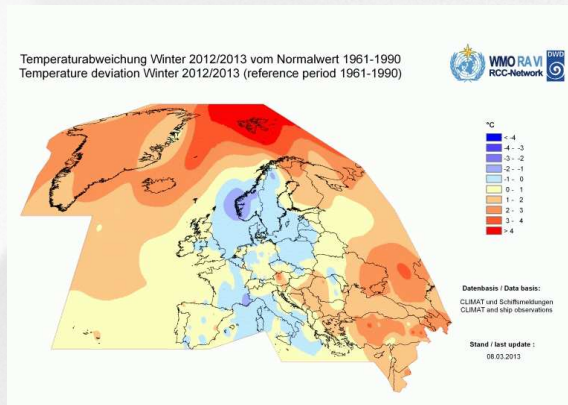 Temperaturabweichung Winter 2012/2013 vom Normalwert 1961-1990
Temperature deviation Winter 2012/2013 (reference period 1961-1990)
WMO RA VI
RCC-Network
DWD
°C
< -4
-4 - -3
-3 - -2
-2 - -1
-1 - 0
0 - 1
1 - 2
2 - 3
3 - 4
> 4
Datenbasis / Data basis:
CLIMAT und Schiffsmeldungen
CLIMAT and ship observations
Stand / last update :
08.03.2013